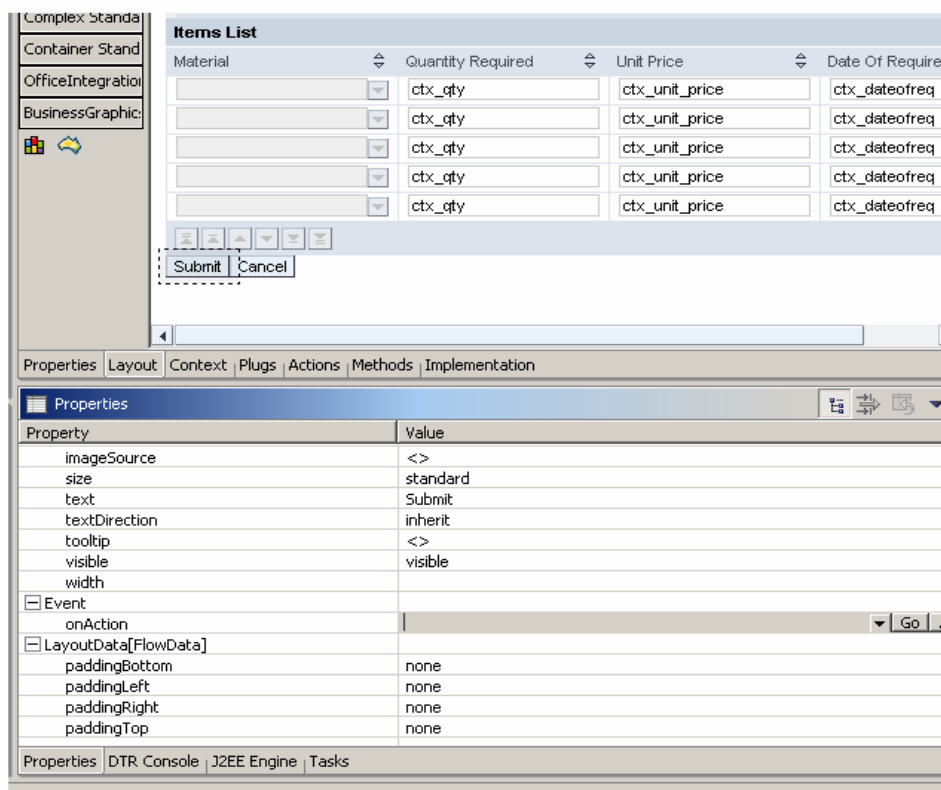 Complex Standa
Container Stand
OfficeIntegration
BusinessGraphics
Items List
Material Quantity Required Unit Price Date Of Require
ctx_qty ctx_unit_price ctx_dateofreq
ctx_qty ctx_unit_price ctx_dateofreq
ctx_qty ctx_unit_price ctx_dateofreq
ctx_qty ctx_unit_price ctx_dateofreq
ctx_qty ctx_unit_price ctx_dateofreq
Submit Cancel
Properties Layout Context Plugs Actions Methods Implementation
Properties
Property Value
imageSource <>
size standard
text Submit
textDirection inherit
tooltip <>
visible visible
width
Event
onAction Go
LayoutData[FlowData]
paddingBottom none
paddingLeft none
paddingRight none
paddingTop none
Properties DTR Console J2EE Engine Tasks